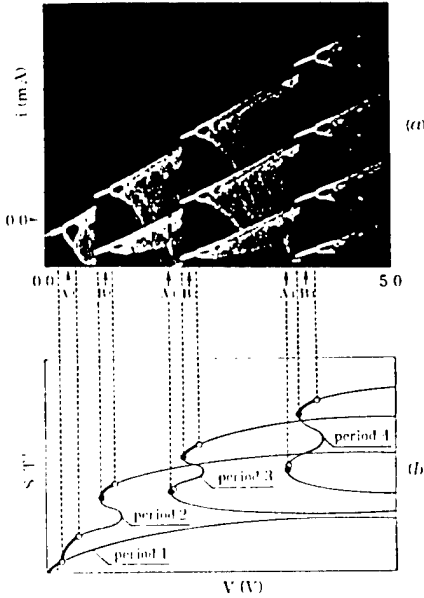 i (mA)
(a)
0.0
0.0
A
B
A
B
A
B
5.0
period 4
(b)
period 3
period 2
period 1
V (V)